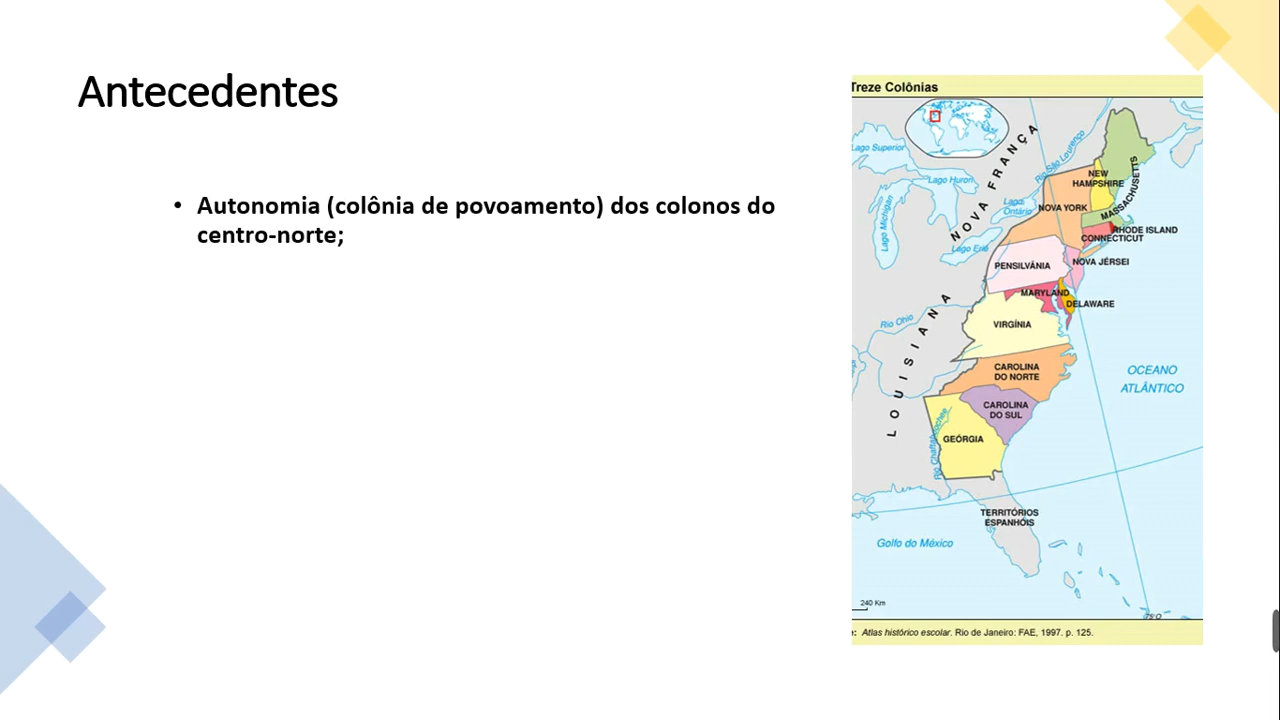 Antecedentes
• Autonomia (colônia de povoamento) dos colonos do
centro-norte;
Treze Colônias
Lago Superior
Lago Huron
Lago Michigan
Lago Ontário
Lago Erie
Rio São Lourenço
NOVA FRANÇA
NEW
HAMPSHIRE
MASSACHUSETTS
NOVA YORK
RHODE ISLAND
CONNECTICUT
PENSILVÂNIA
NOVA JÉRSEI
MARYLAND
DELAWARE
Rio Ohio
VIRGÍNIA
LOUISIANA
CAROLINA
DO NORTE
OCEANO
ATLÂNTICO
CAROLINA
DO SUL
GEÓRGIA
Rio Chattahoochee
TERRITÓRIOS
ESPANHÓIS
Golfo do México
240 Km
75°O
: Atlas histórico escolar. Rio de Janeiro: FAE, 1997. p. 125.